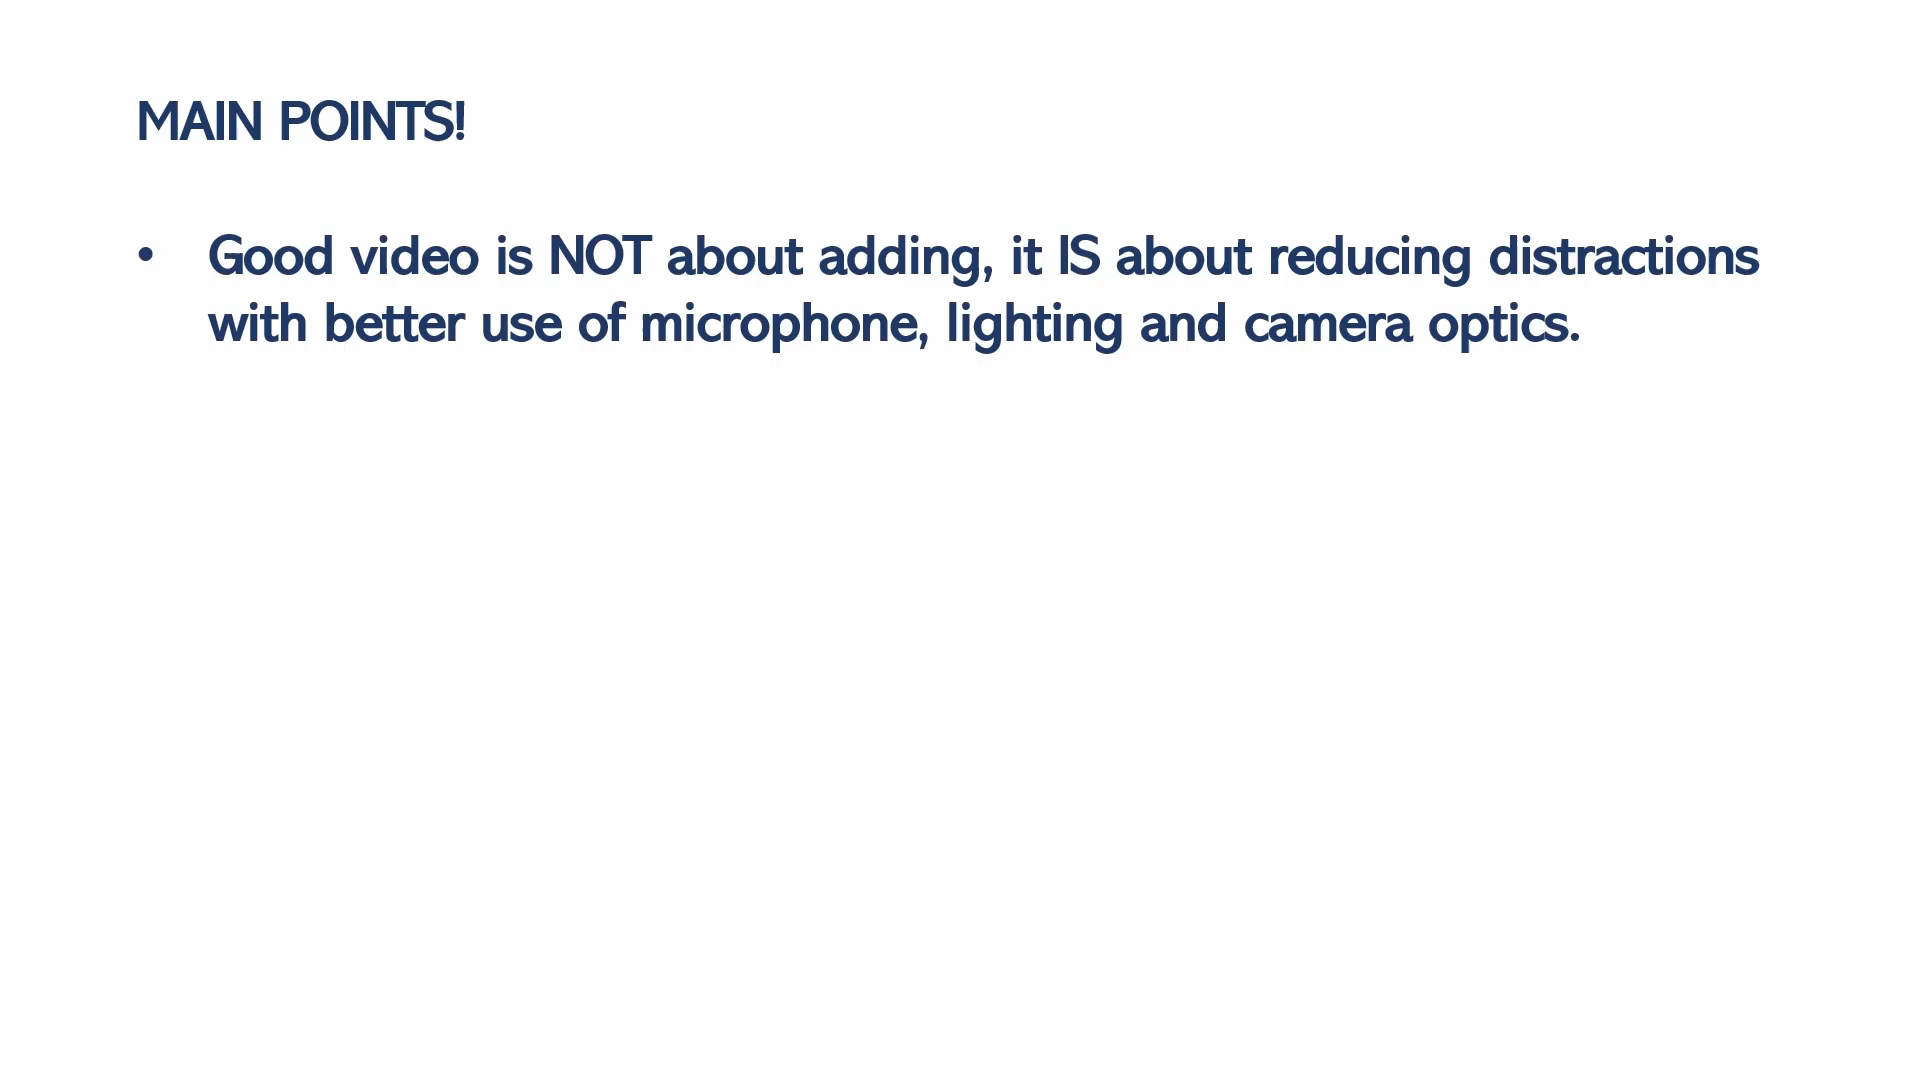 MAIN POINTS!
• Good video is NOT about adding, it IS about reducing distractions
with better use of microphone, lighting and camera optics.